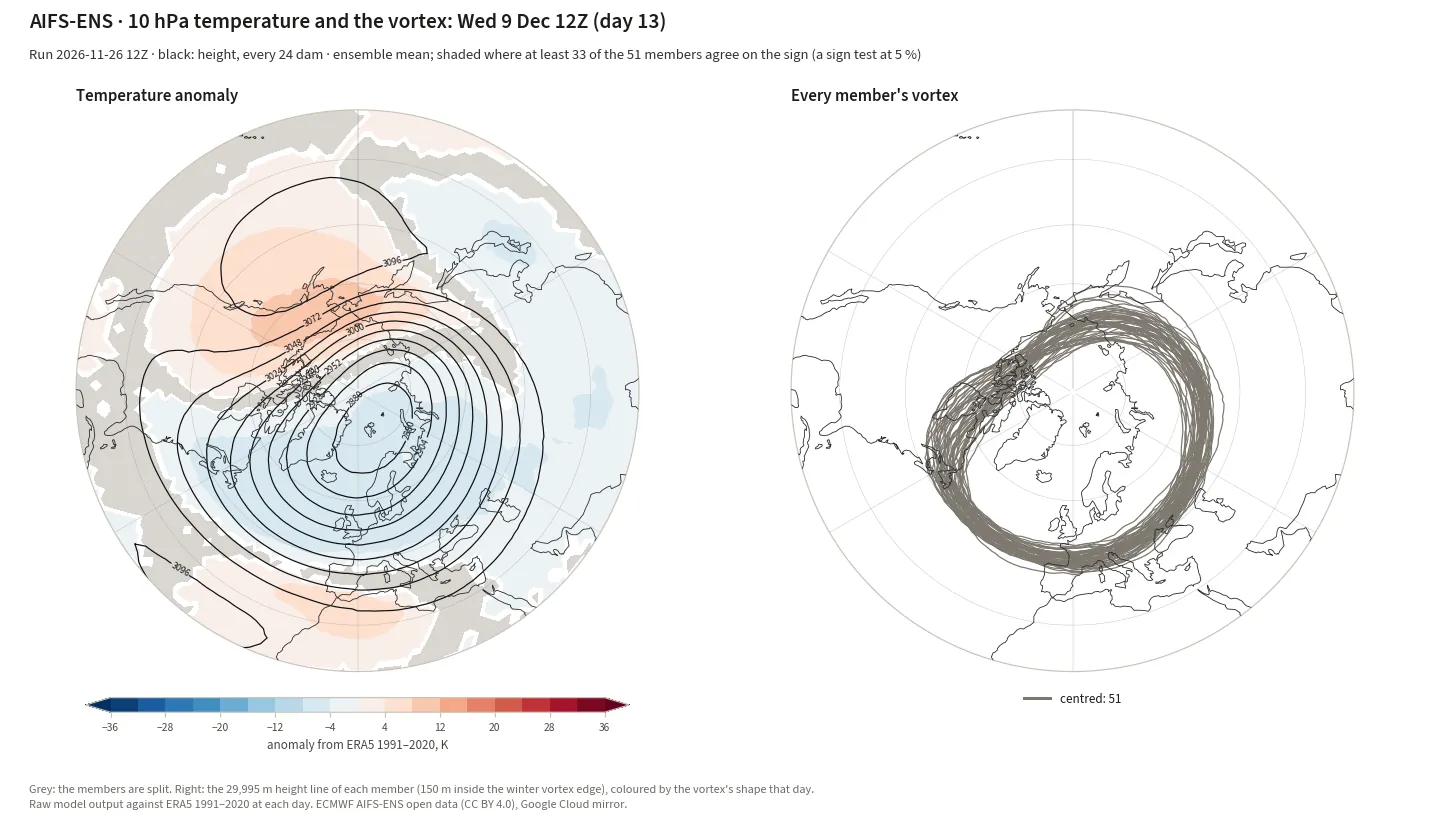 AIFS-ENS · 10 hPa temperature and the vortex: Wed 9 Dec 12Z (day 13)
Run 2026-11-26 12Z · black: height, every 24 dam · ensemble mean; shaded where at least 33 of the 51 members agree on the sign (a sign test at 5 %)
Temperature anomaly
Every member's vortex
3096
3072
3000
3048
3024
2952
3096
centred: 51
−36 −28 −20 −12 −4 4 12 20 28 36
anomaly from ERA5 1991–2020, K
Grey: the members are split. Right: the 29,995 m height line of each member (150 m inside the winter vortex edge), coloured by the vortex's shape that day.
Raw model output against ERA5 1991–2020 at each day. ECMWF AIFS-ENS open data (CC BY 4.0), Google Cloud mirror.